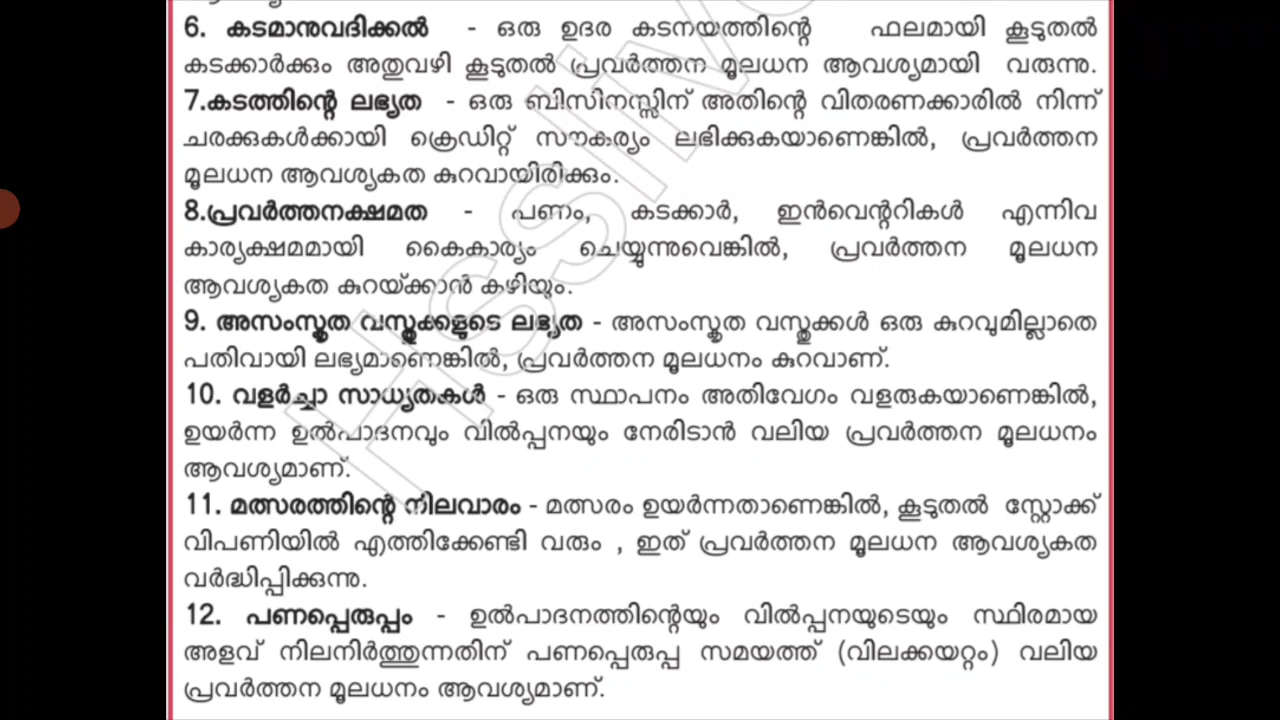 6. കടമാനുവദിക്കൽ - ഒരു ഉദര കടനയത്തിന്റെ ഫലമായി കൂടുതൽ
കടക്കാർക്കും അതുവഴി കൂടുതൽ പ്രവർത്തന മൂലധന ആവശ്യമായി വരുന്നു.
7.കടത്തിന്റെ ലഭ്യത - ഒരു ബിസിനസ്സിന് അതിന്റെ വിതരണക്കാരിൽ നിന്ന്
ചരക്കുകൾക്കായി ക്രെഡിറ്റ് സൗകര്യം ലഭിക്കുകയാണെങ്കിൽ, പ്രവർത്തന
മൂലധന ആവശ്യകത കുറവായിരിക്കും.
8.പ്രവർത്തനക്ഷമത - പണം, കടക്കാർ, ഇൻവെന്ററികൾ എന്നിവ
കാര്യക്ഷമമായി കൈകാര്യം ചെയ്യുന്നുവെങ്കിൽ, പ്രവർത്തന മൂലധന
ആവശ്യകത കുറയ്ക്കാൻ കഴിയും.
9. അസംസ്കൃത വസ്തുക്കളുടെ ലഭ്യത - അസംസ്കൃത വസ്തുക്കൾ ഒരു കുറവുമില്ലാതെ
പതിവായി ലഭ്യമാണെങ്കിൽ, പ്രവർത്തന മൂലധനം കുറവാണ്.
10. വളർച്ചാ സാധ്യതകൾ - ഒരു സ്ഥാപനം അതിവേഗം വളരുകയാണെങ്കിൽ,
ഉയർന്ന ഉൽപാദനവും വിൽപ്പനയും നേരിടാൻ വലിയ പ്രവർത്തന മൂലധനം
ആവശ്യമാണ്.
11. മത്സരത്തിന്റെ നിലവാരം - മത്സരം ഉയർന്നതാണെങ്കിൽ, കൂടുതൽ സ്റ്റോക്ക്
വിപണിയിൽ എത്തിക്കേണ്ടി വരും , ഇത് പ്രവർത്തന മൂലധന ആവശ്യകത
വർദ്ധിപ്പിക്കുന്നു.
12. പണപ്പെരുപ്പം - ഉൽപാദനത്തിന്റെയും വിൽപ്പനയുടെയും സ്ഥിരമായ
അളവ് നിലനിർത്തുന്നതിന് പണപ്പെരുപ്പ സമയത്ത് (വിലക്കയറ്റം) വലിയ
പ്രവർത്തന മൂലധനം ആവശ്യമാണ്.